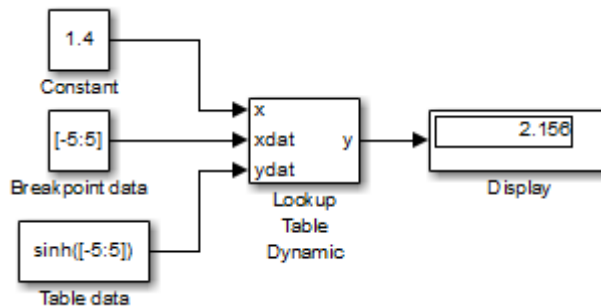 1.4
Constant
[-5:5]
Breakpoint data
sinh([-5:5])
Table data
x
xdat
ydat
y
Lookup
Table
Dynamic
2.156
Display